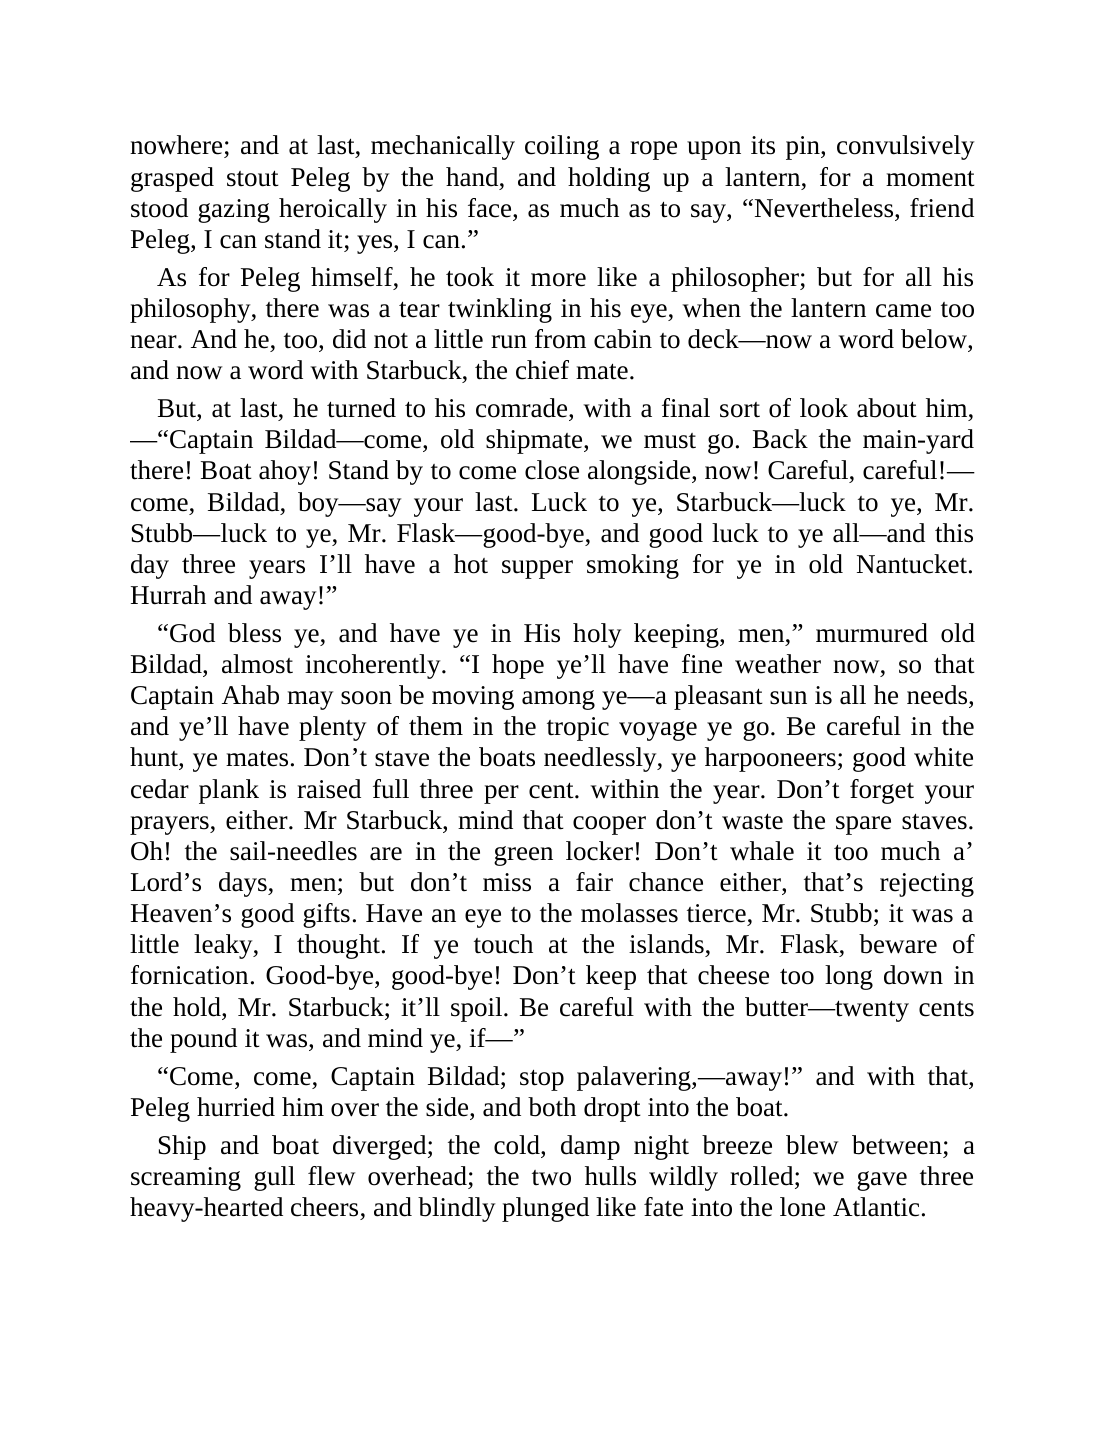 nowhere; and at last, mechanically coiling a rope upon its pin, convulsively
grasped stout Peleg by the hand, and holding up a lantern, for a moment
stood gazing heroically in his face, as much as to say, “Nevertheless, friend
Peleg, I can stand it; yes, I can.”
As for Peleg himself, he took it more like a philosopher; but for all his
philosophy, there was a tear twinkling in his eye, when the lantern came too
near. And he, too, did not a little run from cabin to deck—now a word below,
and now a word with Starbuck, the chief mate.
But, at last, he turned to his comrade, with a final sort of look about him,
—“Captain Bildad—come, old shipmate, we must go. Back the main-yard
there! Boat ahoy! Stand by to come close alongside, now! Careful, careful!—
come, Bildad, boy—say your last. Luck to ye, Starbuck—luck to ye, Mr.
Stubb—luck to ye, Mr. Flask—good-bye, and good luck to ye all—and this
day three years I’ll have a hot supper smoking for ye in old Nantucket.
Hurrah and away!”
“God bless ye, and have ye in His holy keeping, men,” murmured old
Bildad, almost incoherently. “I hope ye’ll have fine weather now, so that
Captain Ahab may soon be moving among ye—a pleasant sun is all he needs,
and ye’ll have plenty of them in the tropic voyage ye go. Be careful in the
hunt, ye mates. Don’t stave the boats needlessly, ye harpooneers; good white
cedar plank is raised full three per cent. within the year. Don’t forget your
prayers, either. Mr Starbuck, mind that cooper don’t waste the spare staves.
Oh! the sail-needles are in the green locker! Don’t whale it too much a’
Lord’s days, men; but don’t miss a fair chance either, that’s rejecting
Heaven’s good gifts. Have an eye to the molasses tierce, Mr. Stubb; it was a
little leaky, I thought. If ye touch at the islands, Mr. Flask, beware of
fornication. Good-bye, good-bye! Don’t keep that cheese too long down in
the hold, Mr. Starbuck; it’ll spoil. Be careful with the butter—twenty cents
the pound it was, and mind ye, if—”
“Come, come, Captain Bildad; stop palavering,—away!” and with that,
Peleg hurried him over the side, and both dropt into the boat.
Ship and boat diverged; the cold, damp night breeze blew between; a
screaming gull flew overhead; the two hulls wildly rolled; we gave three
heavy-hearted cheers, and blindly plunged like fate into the lone Atlantic.